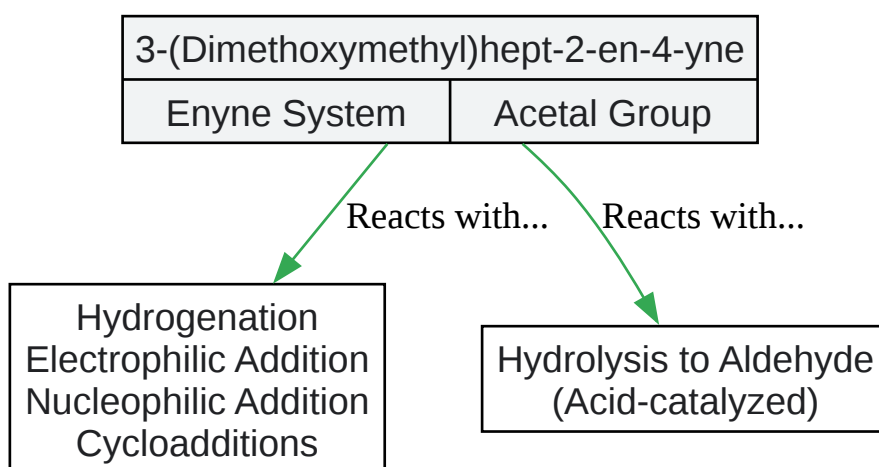 3-(Dimethoxymethyl)hept-2-en-4-yne
Enyne System
Acetal Group
Reacts with...
Reacts with...
Hydrogenation
Electrophilic Addition
Nucleophilic Addition
Cycloadditions
Hydrolysis to Aldehyde
(Acid-catalyzed)